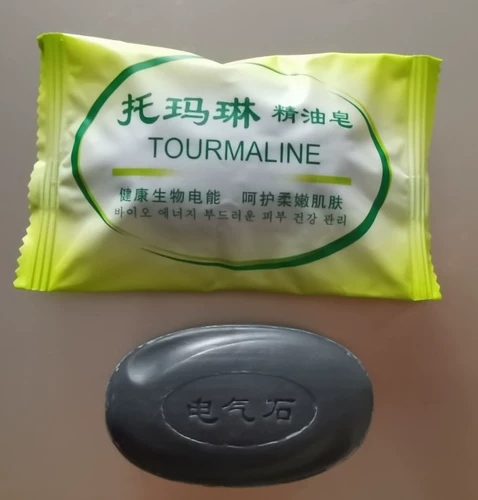 托玛琳 精油皂
TOURMALINE
健康生物电能 呵护柔嫩肌肤
바이오 에너지 부드러운 피부 건강 관리
电气石